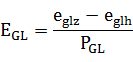 E_GL = (e_glz − e_glh) / P_GL